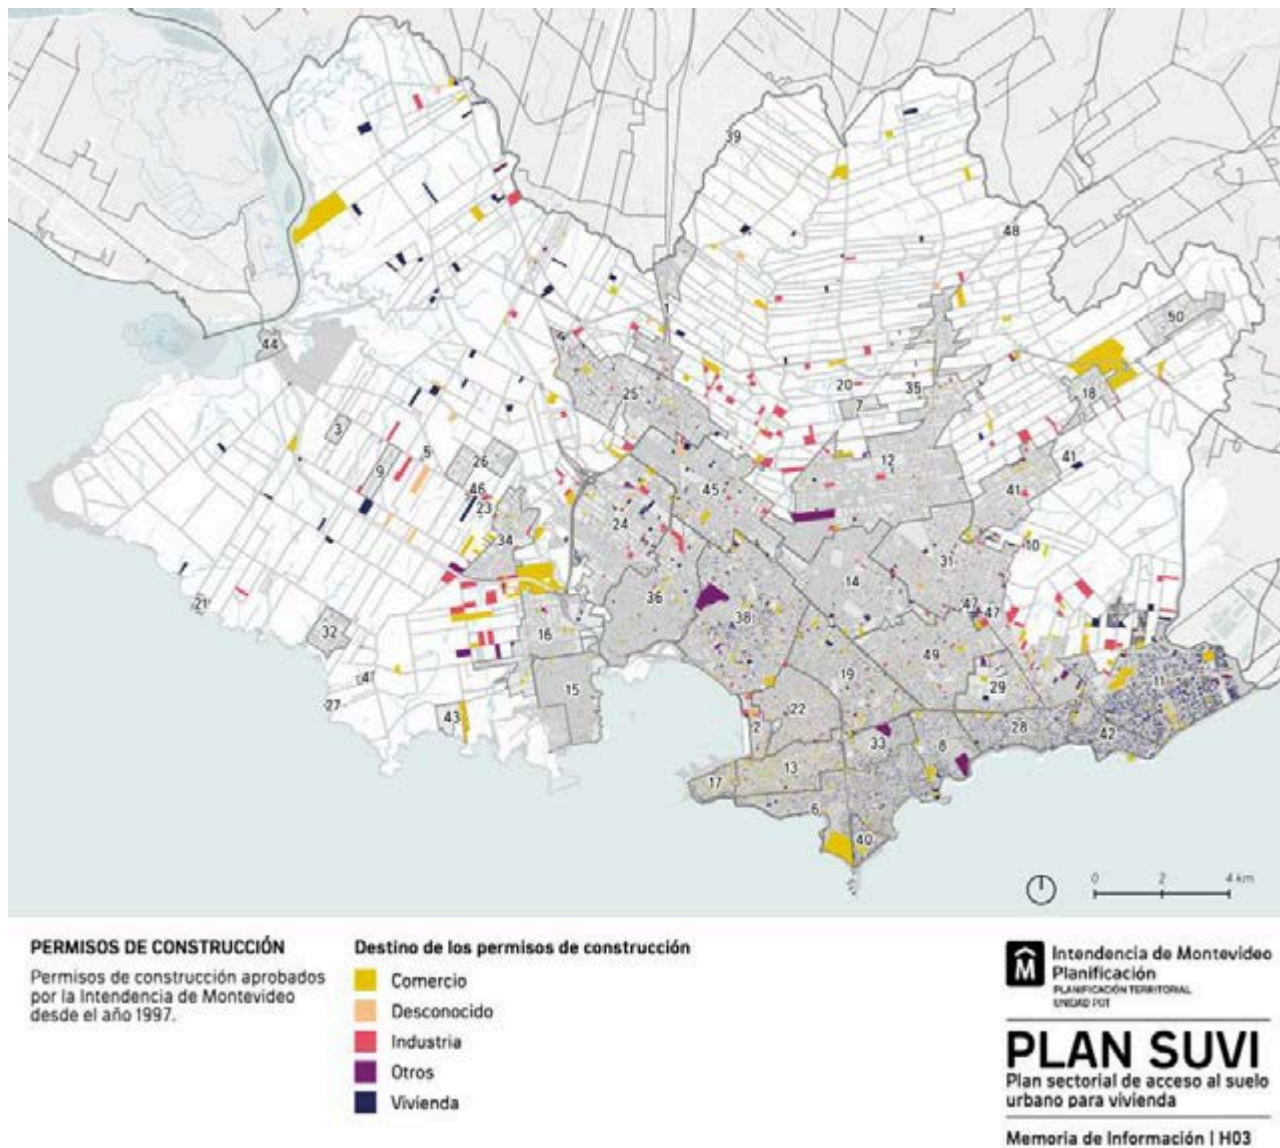 39
48
50
1
44
18
20
35
7
25
3
5
26
9
41
12
46
41
45
23
24
34
10
31
14
36
47
47
21
38
32
16
49
19
29
11
4
15
27
22
43
28
2
42
33
8
13
17
6
40
0 2 4 km
PERMISOS DE CONSTRUCCIÓN
Permisos de construcción aprobados
por la Intendencia de Montevideo
desde el año 1997.
Destino de los permisos de construcción
Comercio
Desconocido
Industria
Otros
Vivienda
M
Intendencia de Montevideo
Planificación
PLANIFICACIÓN TERRITORIAL
UNIDAD POT
PLAN SUVI
Plan sectorial de acceso al suelo
urbano para vivienda
Memoria de Información | H03